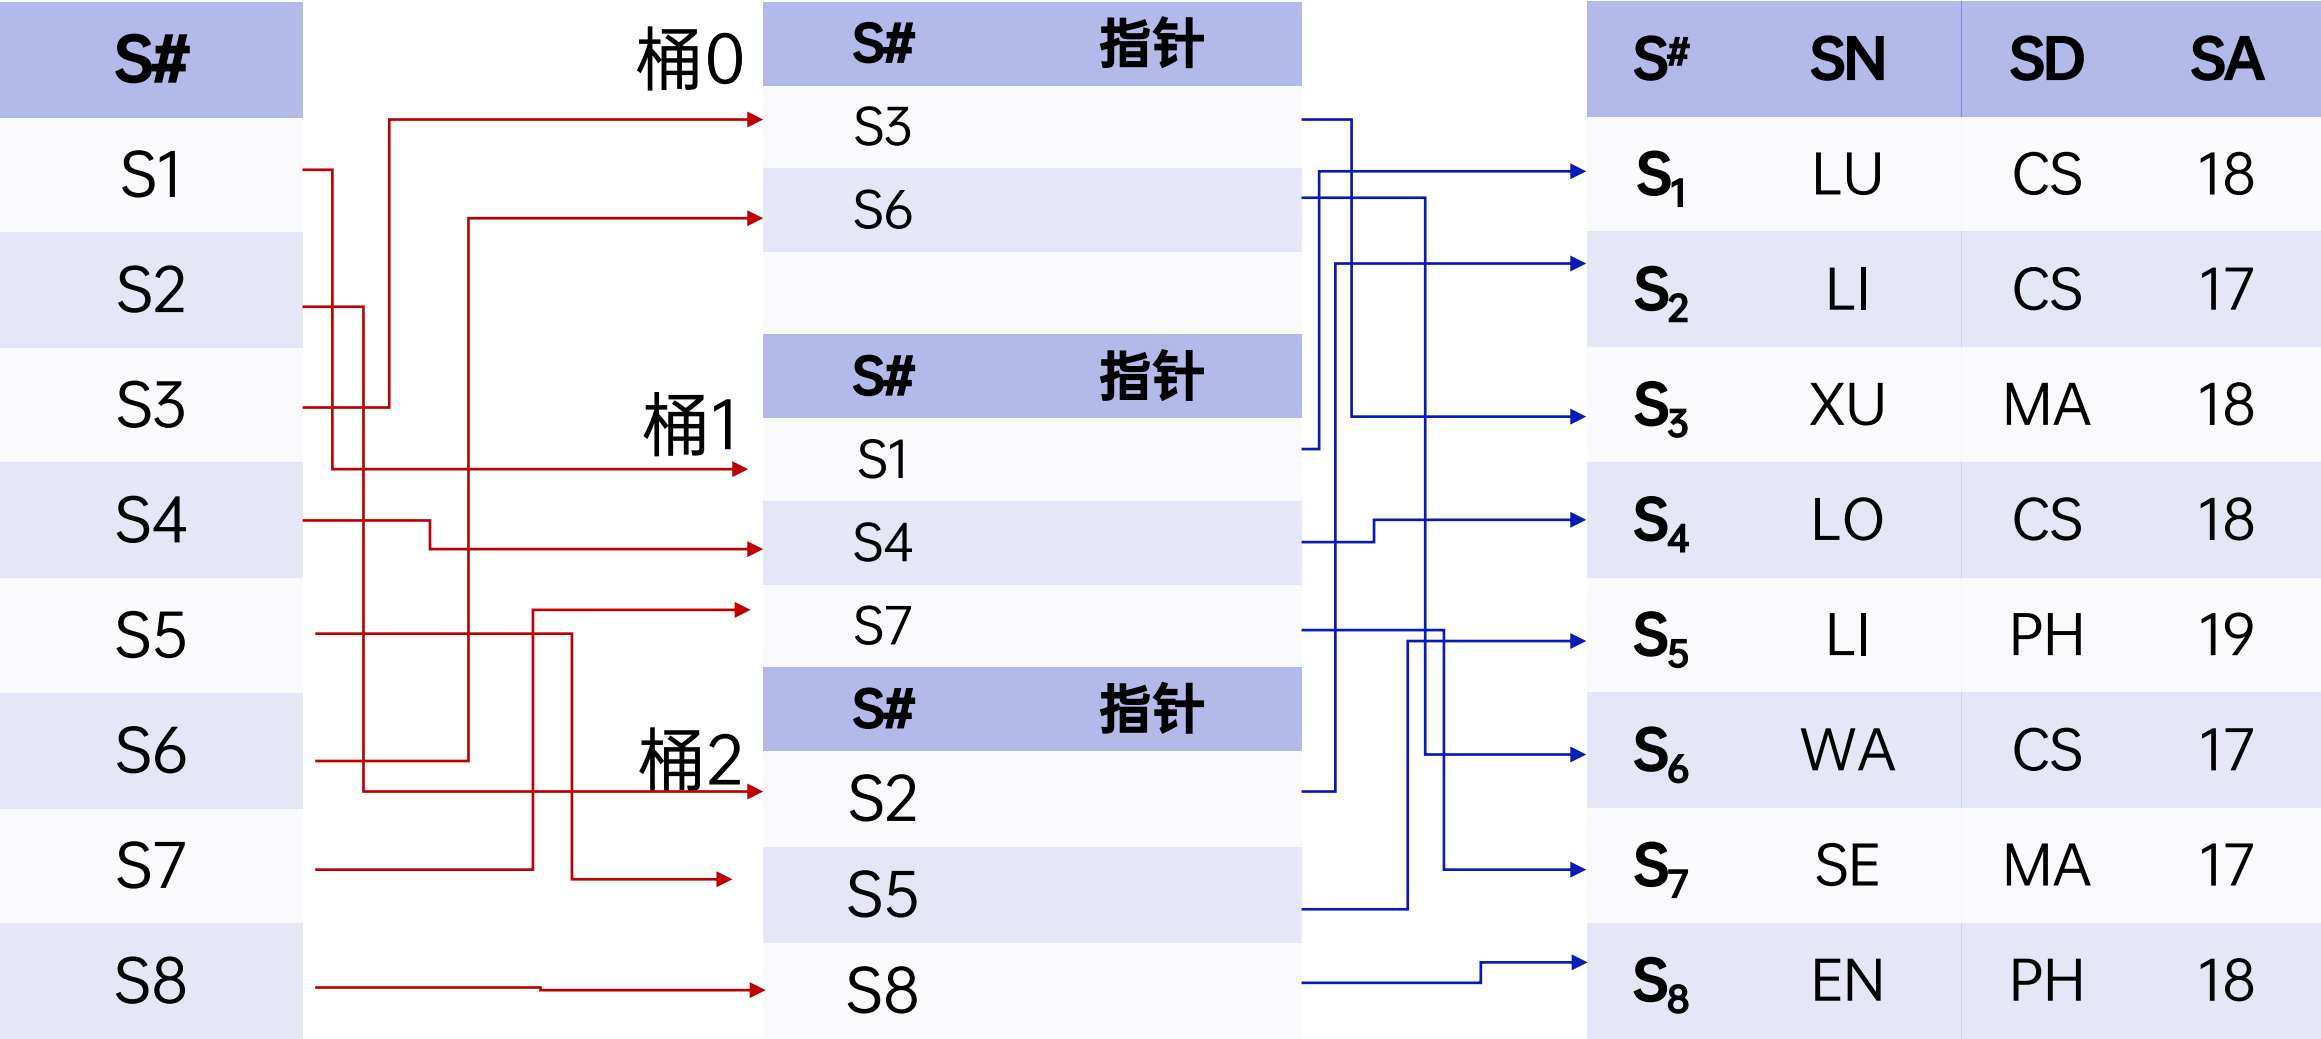 S#
S1
S2
S3
S4
S5
S6
S7
S8
桶0
S# 指针
S3
S6
桶1
S# 指针
S1
S4
S7
桶2
S# 指针
S2
S5
S8
S# SN SD SA
S1 LU CS 18
S2 LI CS 17
S3 XU MA 18
S4 LO CS 18
S5 LI PH 19
S6 WA CS 17
S7 SE MA 17
S8 EN PH 18